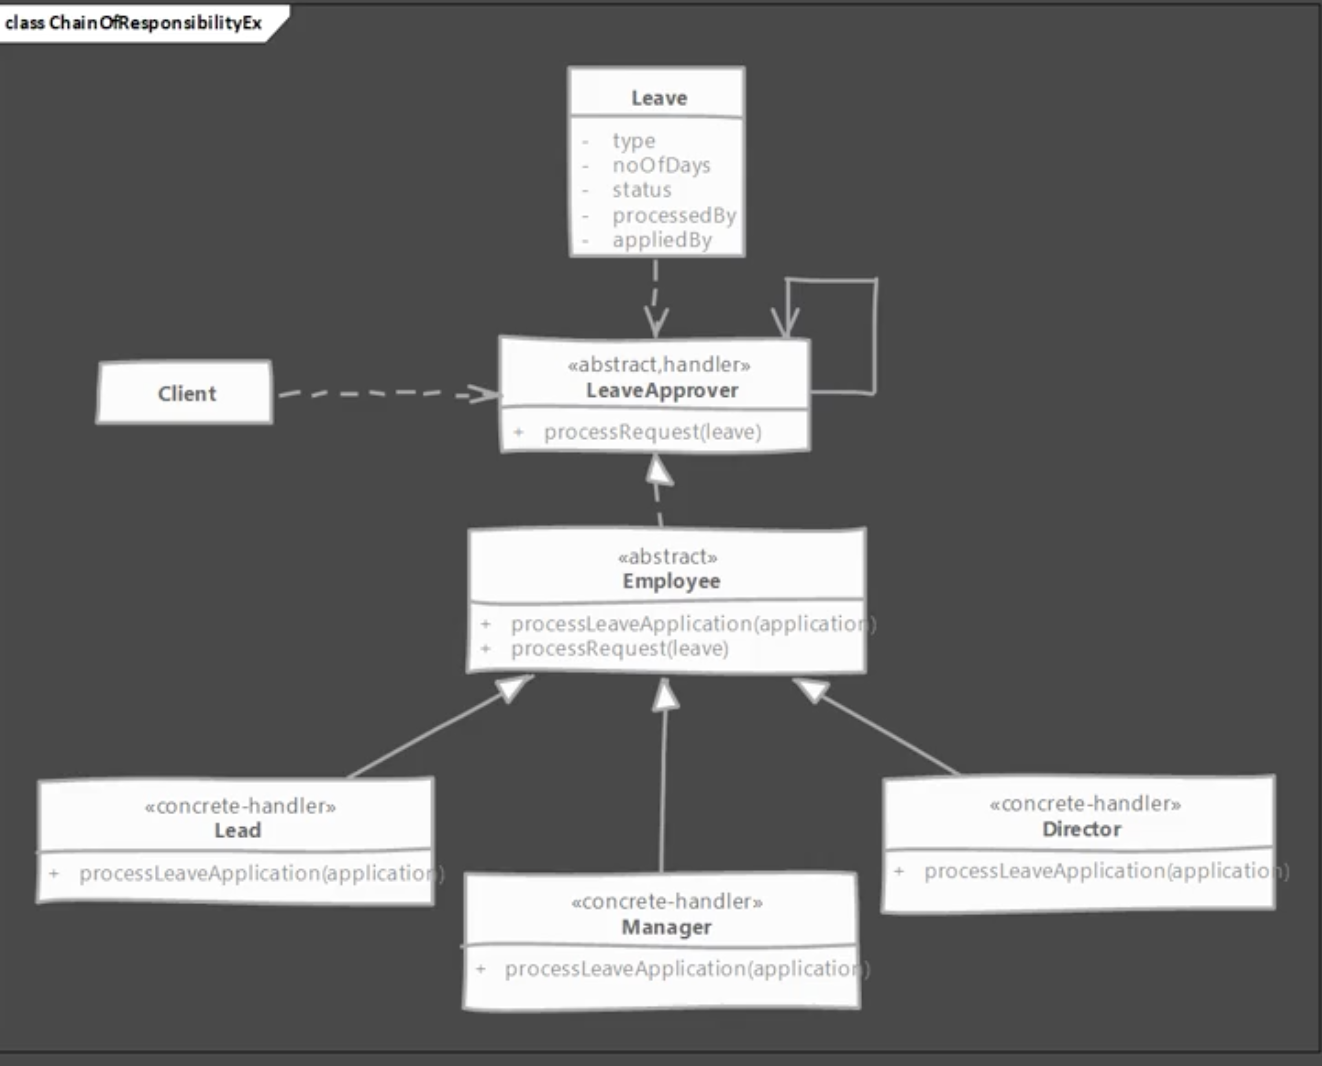 class ChainOfResponsibilityEx
Leave
- type
- noOfDays
- status
- processedBy
- appliedBy
«abstract,handler»
LeaveApprover
+ processRequest(leave)
Client
«abstract»
Employee
+ processLeaveApplication(application)
+ processRequest(leave)
«concrete-handler»
Lead
+ processLeaveApplication(application)
«concrete-handler»
Manager
+ processLeaveApplication(application)
«concrete-handler»
Director
+ processLeaveApplication(application)